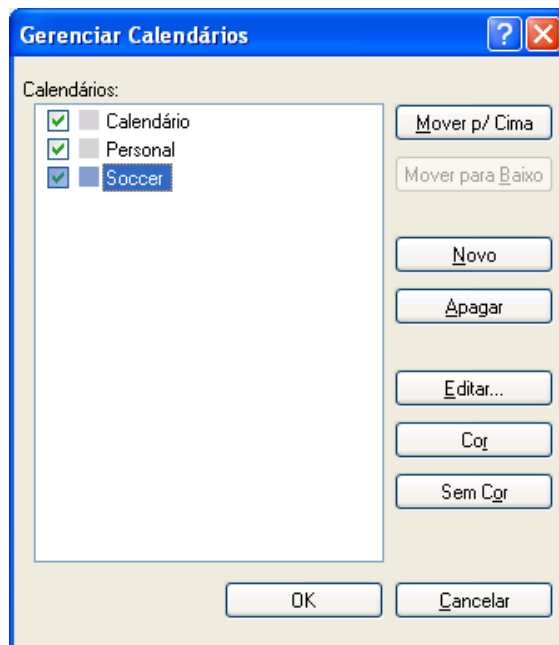 Gerenciar Calendários
Calendários:
Calendário
Personal
Soccer
Mover p/ Cima
Mover para Baixo
Novo
Apagar
Editar...
Cor
Sem Cor
OK
Cancelar